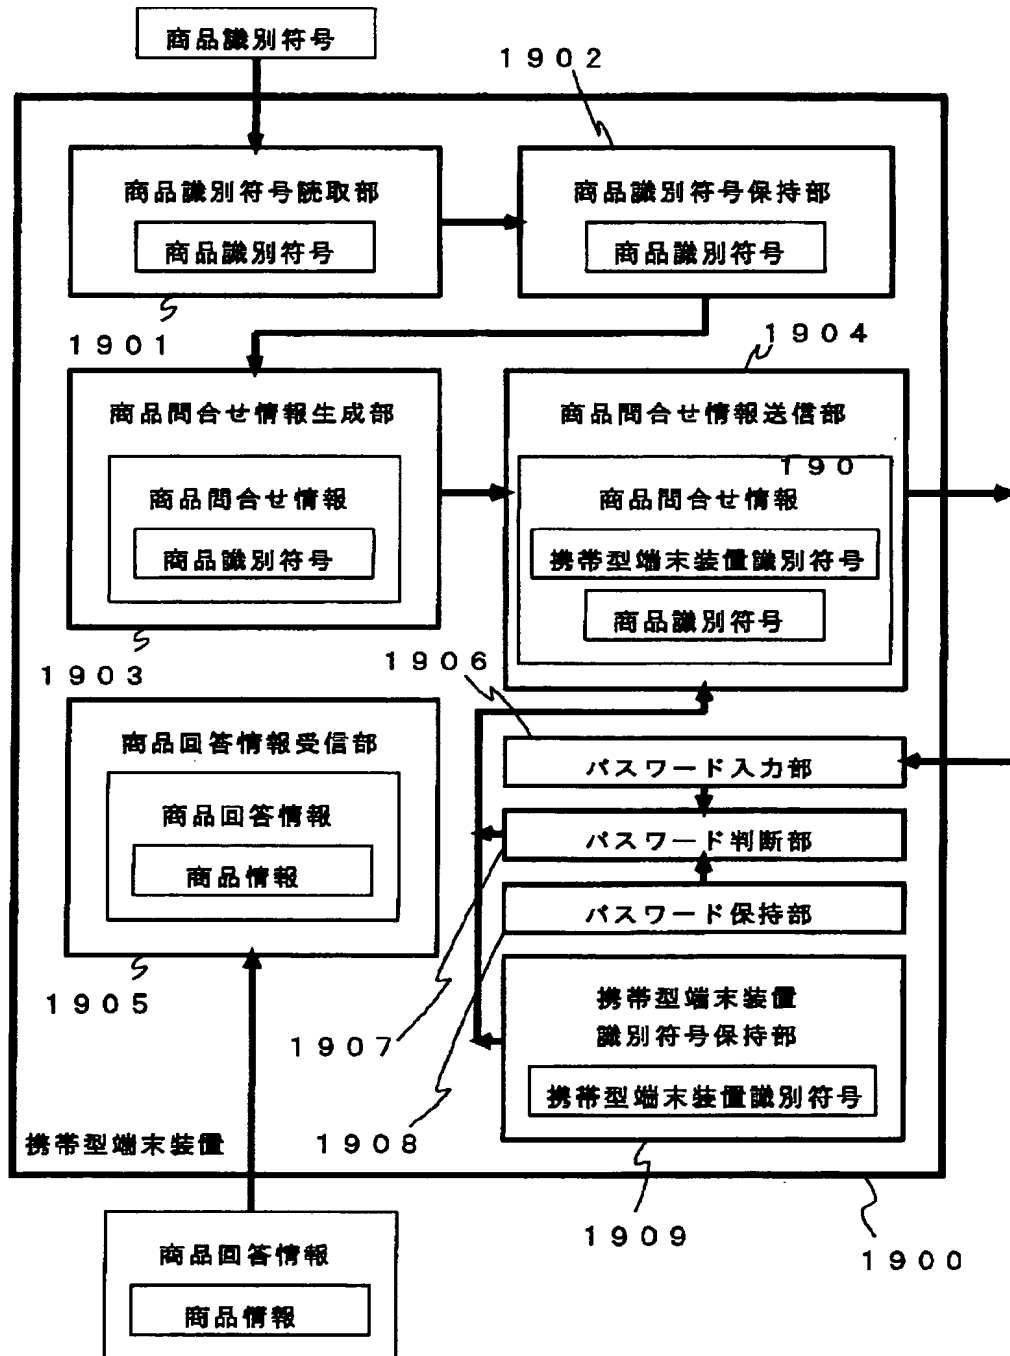 商品識別符号
1902
商品識別符号読取部
商品識別符号
商品識別符号保持部
商品識別符号
1901
1904
商品問合せ情報生成部
商品問合せ情報
商品識別符号
商品問合せ情報送信部
190
商品問合せ情報
携帯型端末装置識別符号
商品識別符号
1903
1906
商品回答情報受信部
商品回答情報
商品情報
パスワード入力部
パスワード判断部
パスワード保持部
1905
携帯型端末装置
識別符号保持部
携帯型端末装置識別符号
1907
1908
携帯型端末装置
1909
1900
商品回答情報
商品情報